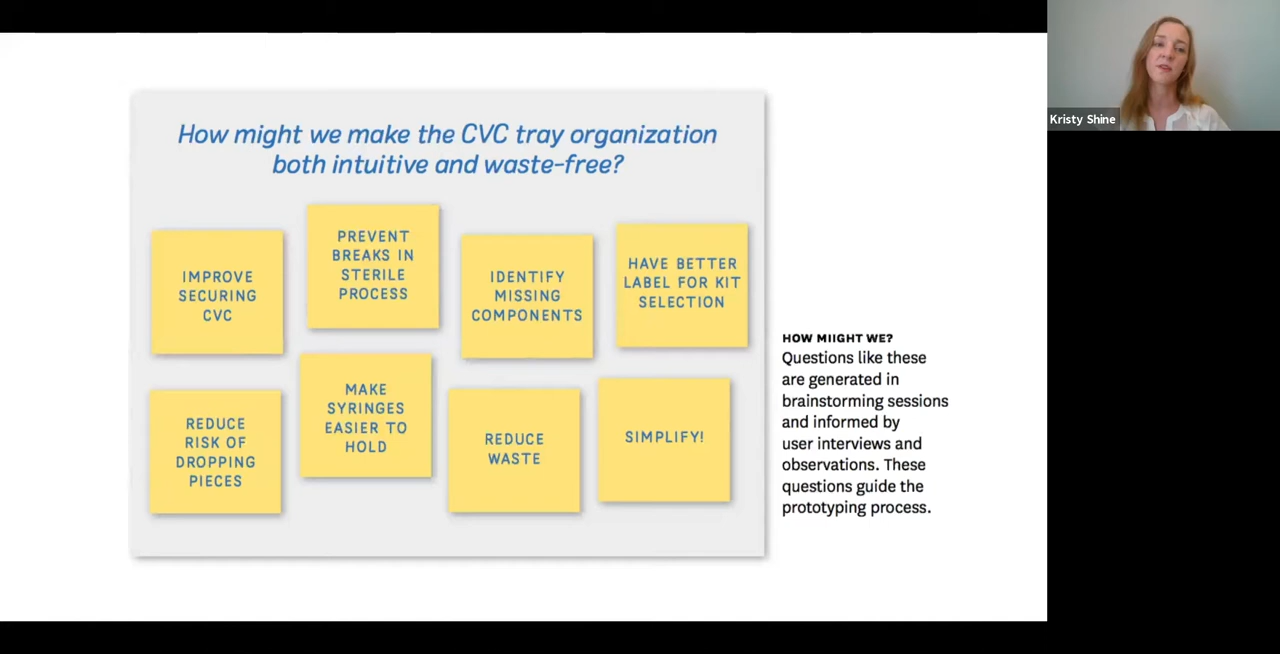 How might we make the CVC tray organization
both intuitive and waste-free?
IMPROVE
SECURING
CVC
PREVENT
BREAKS IN
STERILE
PROCESS
IDENTIFY
MISSING
COMPONENTS
HAVE BETTER
LABEL FOR KIT
SELECTION
REDUCE
RISK OF
DROPPING
PIECES
MAKE
SYRINGES
EASIER TO
HOLD
REDUCE
WASTE
SIMPLIFY!
HOW MIIGHT WE?
Questions like these
are generated in
brainstorming sessions
and informed by
user interviews and
observations. These
questions guide the
prototyping process.
Kristy Shine